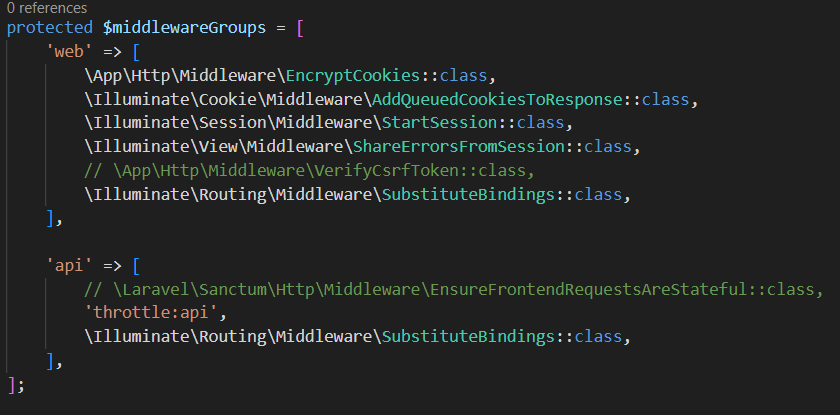 0 references
protected $middlewareGroups = [
'web' => [
\App\Http\Middleware\EncryptCookies::class,
\Illuminate\Cookie\Middleware\AddQueuedCookiesToResponse::class,
\Illuminate\Session\Middleware\StartSession::class,
\Illuminate\View\Middleware\ShareErrorsFromSession::class,
// \App\Http\Middleware\VerifyCsrfToken::class,
\Illuminate\Routing\Middleware\SubstituteBindings::class,
],
'api' => [
// \Laravel\Sanctum\Http\Middleware\EnsureFrontendRequestsAreStateful::class,
'throttle:api',
\Illuminate\Routing\Middleware\SubstituteBindings::class,
],
];